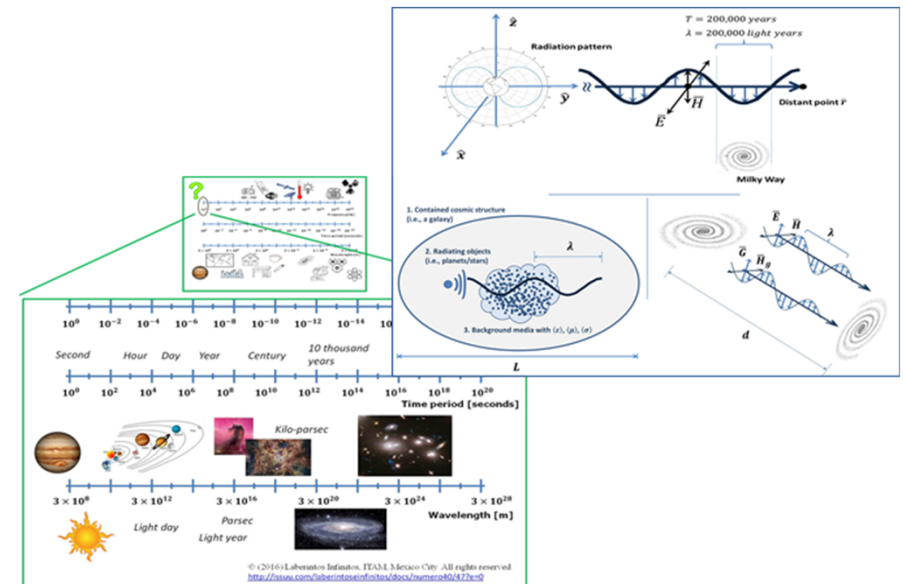 T = 200,000 years
λ = 200,000 light years
ẑ
Radiation pattern
ŷ
H̅
E̅
Distant point r̅
x̂
Milky Way
?
1. Contained cosmic structure
(i.e., a galaxy)
2. Radiating objects
(i.e., planets/stars)
λ
3. Background media with ⟨ε⟩, ⟨μ⟩, ⟨σ⟩
L
E̅ H̅ λ
G̅ H̅g
d
10⁰ 10⁻² 10⁻⁴ 10⁻⁶ 10⁻⁸ 10⁻¹⁰ 10⁻¹² 10⁻¹⁴
Second Hour Day Year Century 10 thousand
years
10⁰ 10² 10⁴ 10⁶ 10⁸ 10¹⁰ 10¹² 10¹⁴ 10¹⁶ 10¹⁸ 10²⁰
Time period [seconds]
Kilo-parsec
3 × 10⁸ 3 × 10¹² 3 × 10¹⁶ 3 × 10²⁰ 3 × 10²⁴ 3 × 10²⁸
Wavelength [m]
Light day Parsec
Light year
© (2016) Laberintos Infinitos, ITAM, Mexico City. All rights reserved
http://issuu.com/laberintoseinfinitos/docs/numero40/47?e=0